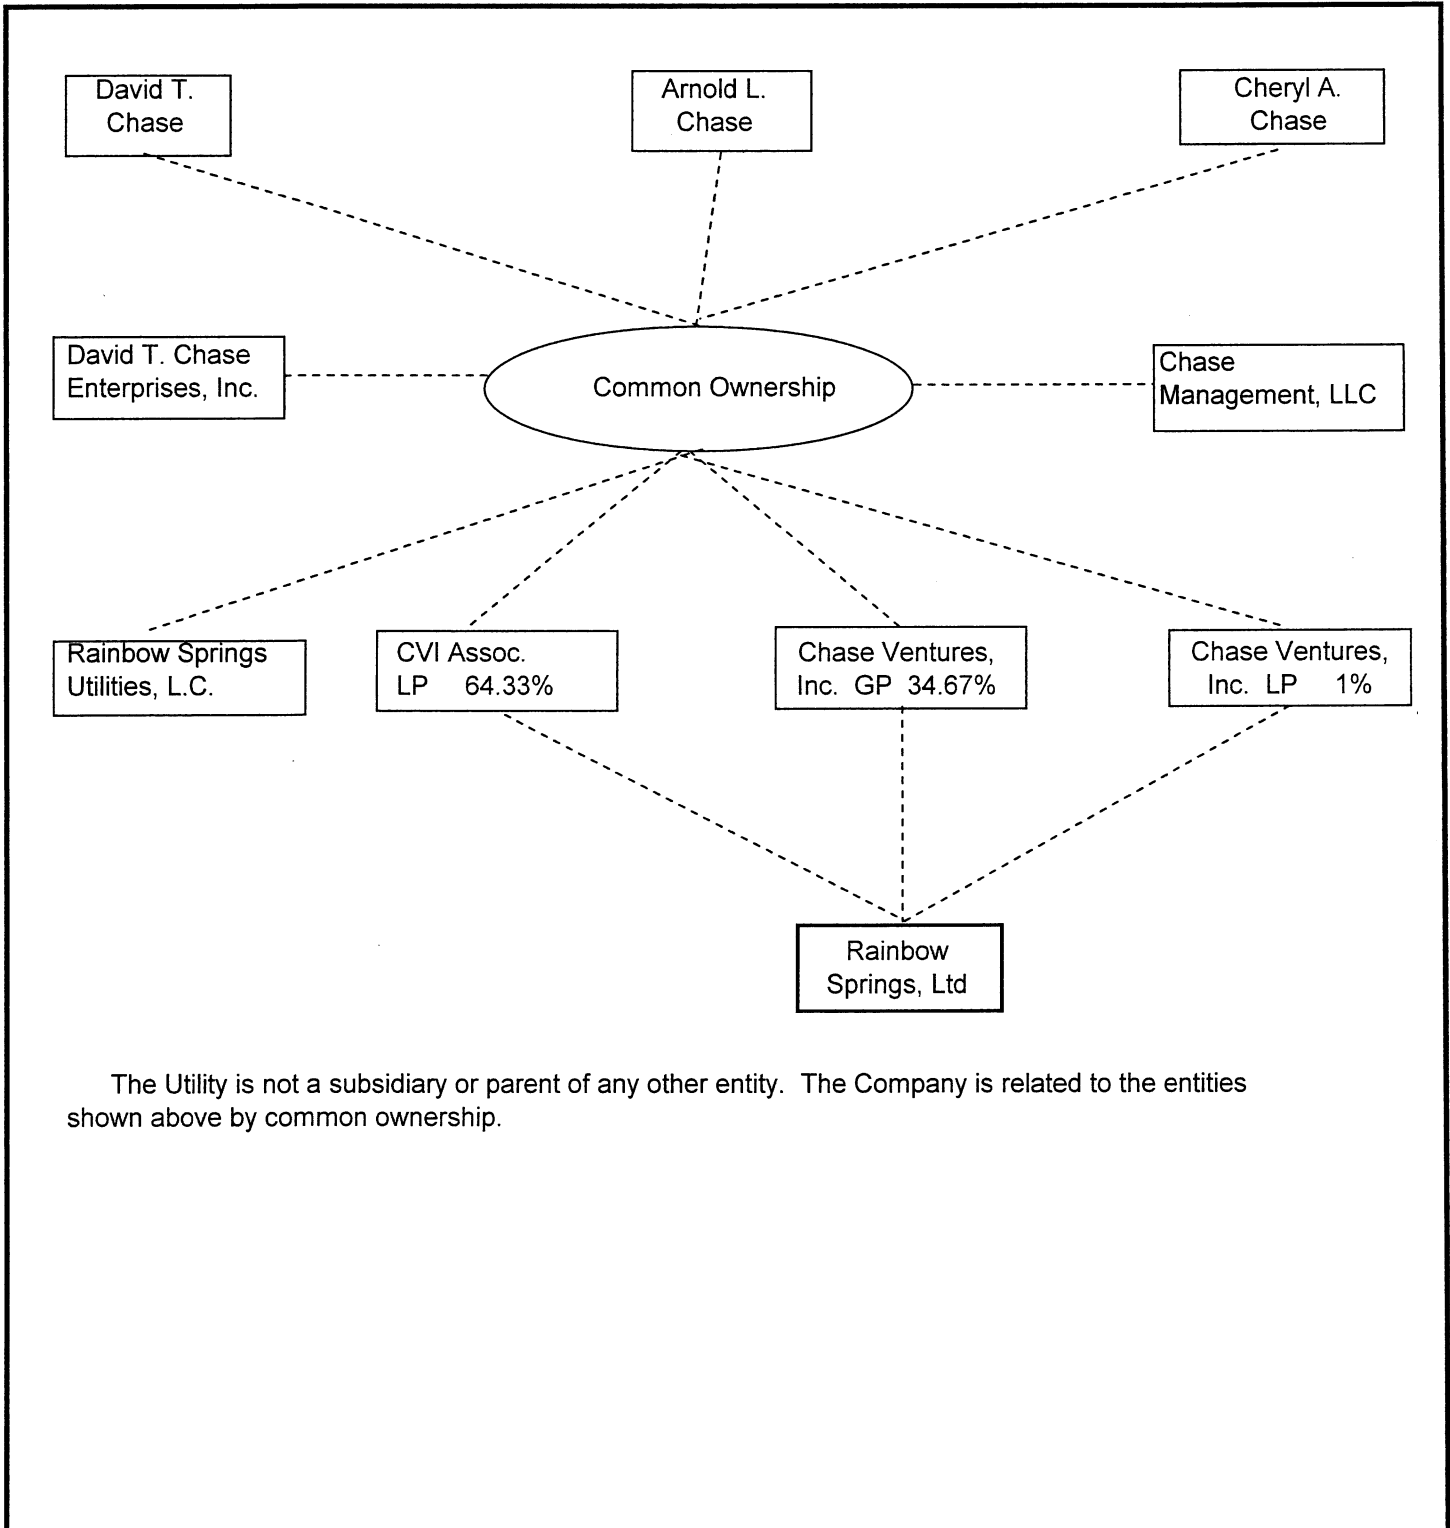 David T.
Chase
Arnold L.
Chase
Cheryl A.
Chase
David T. Chase
Enterprises, Inc.
Common Ownership
Chase
Management, LLC
Rainbow Springs
Utilities, L.C.
CVI Assoc.
LP 64.33%
Chase Ventures,
Inc. GP 34.67%
Chase Ventures,
Inc. LP 1%
Rainbow
Springs, Ltd
The Utility is not a subsidiary or parent of any other entity. The Company is related to the entities
shown above by common ownership.